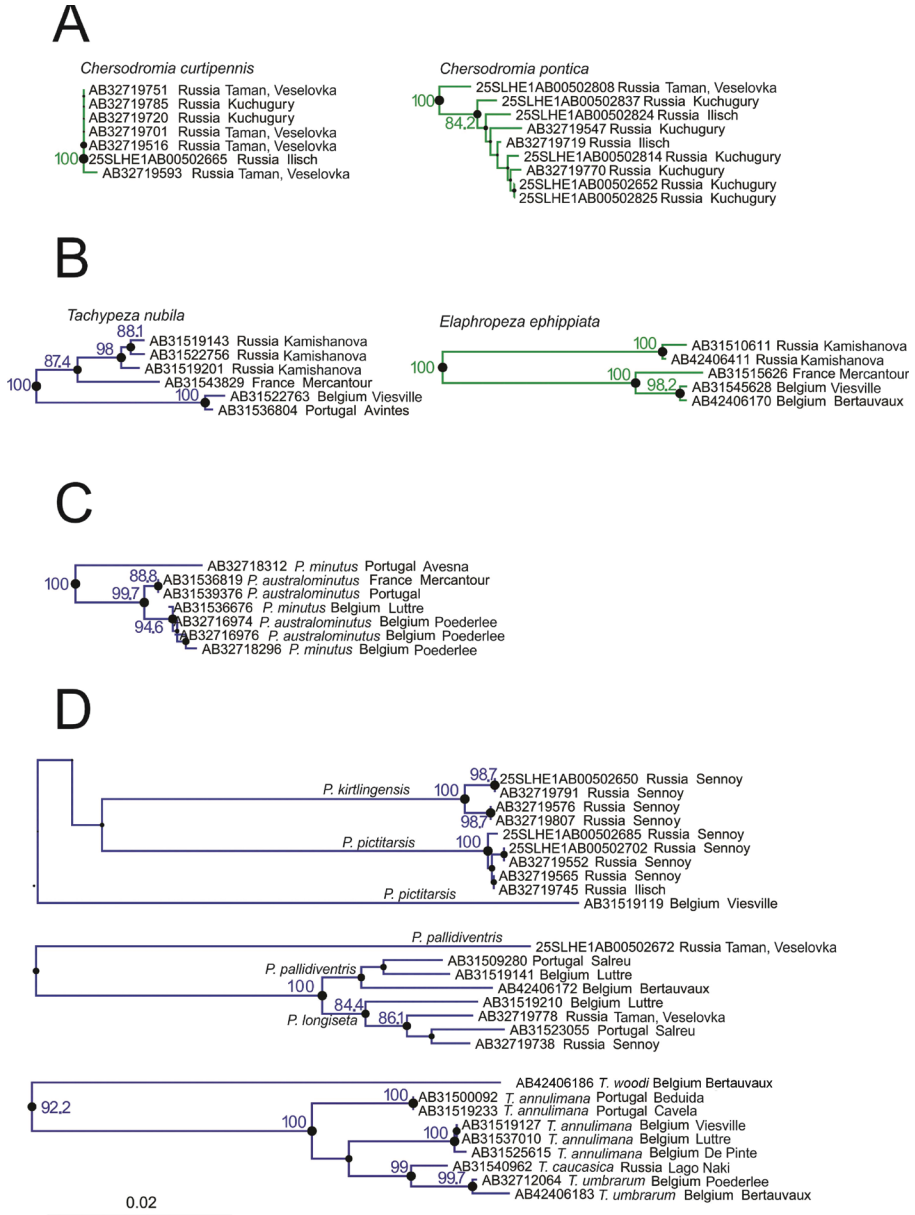 A
Chersodromia curtipennis
AB32719751 Russia Taman, Veselovka
AB32719785 Russia Kuchugury
AB32719720 Russia Kuchugury
AB32719701 Russia Taman, Veselovka
AB32719516 Russia Taman, Veselovka
100 25SLHE1AB00502665 Russia Ilisch
AB32719593 Russia Taman, Veselovka
Chersodromia pontica
25SLHE1AB00502808 Russia Taman, Veselovka
100 25SLHE1AB00502837 Russia Kuchugury
25SLHE1AB00502824 Russia Ilisch
84.2 AB32719547 Russia Kuchugury
AB32719719 Russia Ilisch
25SLHE1AB00502814 Russia Kuchugury
AB32719770 Russia Kuchugury
25SLHE1AB00502652 Russia Kuchugury
25SLHE1AB00502825 Russia Kuchugury
B
Tachypeza nubila
88.1
AB31519143 Russia Kamishanova
98 AB31522756 Russia Kamishanova
87.4 AB31519201 Russia Kamishanova
100 AB31543829 France Mercantour
100 AB31522763 Belgium Viesville
AB31536804 Portugal Avintes
Elaphropeza ephippiata
100 AB31510611 Russia Kamishanova
AB42406411 Russia Kamishanova
100
100 AB31515626 France Mercantour
98.2 AB31545628 Belgium Viesville
AB42406170 Belgium Bertauvaux
C
AB32718312 P. minutus Portugal Avesna
100 88.8 AB31536819 P. australominutus France Mercantour
99.7 AB31539376 P. australominutus Portugal
AB31536676 P. minutus Belgium Luttre
94.6 AB32716974 P. australominutus Belgium Poederlee
AB32716976 P. australominutus Belgium Poederlee
AB32718296 P. minutus Belgium Poederlee
D
98.7 25SLHE1AB00502650 Russia Sennoy
P. kirtlingensis 100 AB32719791 Russia Sennoy
AB32719576 Russia Sennoy
98.7 AB32719807 Russia Sennoy
25SLHE1AB00502685 Russia Sennoy
P. pictitarsis 100 25SLHE1AB00502702 Russia Sennoy
AB32719552 Russia Sennoy
AB32719565 Russia Sennoy
AB32719745 Russia Ilisch
P. pictitarsis AB31519119 Belgium Viesville
P. pallidiventris
25SLHE1AB00502672 Russia Taman, Veselovka
AB31509280 Portugal Salreu
P. pallidiventris AB31519141 Belgium Luttre
100 AB42406172 Belgium Bertauvaux
84.4 AB31519210 Belgium Luttre
P. longiseta 86.1 AB32719778 Russia Taman, Veselovka
AB31523055 Portugal Salreu
AB32719738 Russia Sennoy
AB42406186 T. woodi Belgium Bertauvaux
92.2 100 AB31500092 T. annulimana Portugal Beduida
AB31519233 T. annulimana Portugal Cavela
100 AB31519127 T. annulimana Belgium Viesville
100 AB31537010 T. annulimana Belgium Luttre
AB31525615 T. annulimana Belgium De Pinte
99 AB31540962 T. caucasica Russia Lago Naki
99.7 AB32712064 T. umbrarum Belgium Poederlee
AB42406183 T. umbrarum Belgium Bertauvaux
0.02